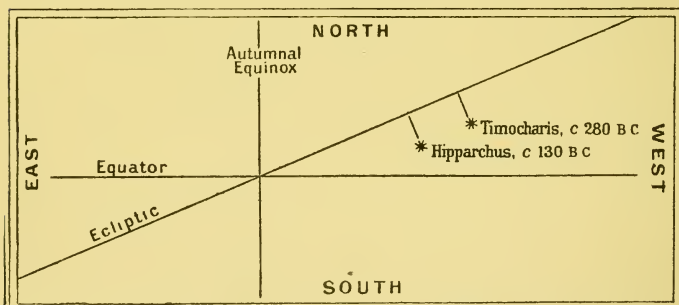 NORTH
Autumnal
Equinox
Timocharis, c 280 B C
Hipparchus, c 130 B C
EAST
WEST
Equator
Ecliptic
SOUTH